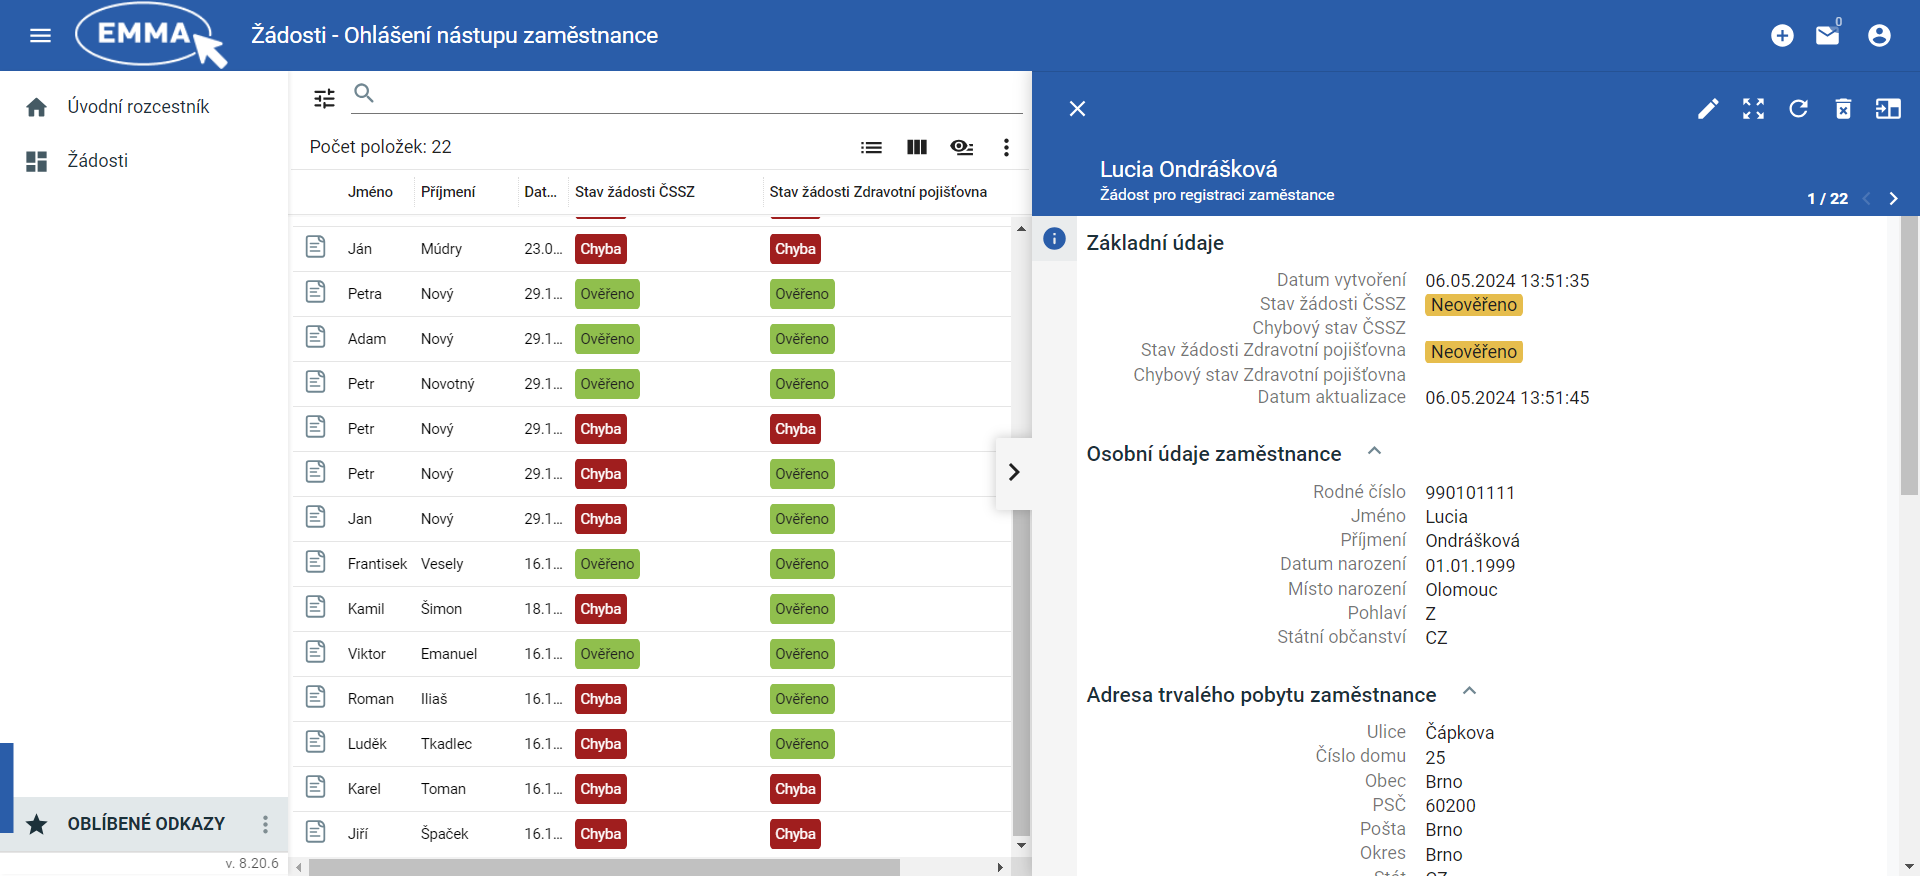 EMMA
Žádosti - Ohlášení nástupu zaměstnance
0
Úvodní rozcestník
Žádosti
OBLÍBENÉ ODKAZY
v. 8.20.6
Počet položek: 22
Jméno Příjmení Dat... Stav žádosti ČSSZ Stav žádosti Zdravotní pojišťovna
Ján Múdry 23.0... Chyba Chyba
Petra Nový 29.1... Ověřeno Ověřeno
Adam Nový 29.1... Ověřeno Ověřeno
Petr Novotný 29.1... Ověřeno Ověřeno
Petr Nový 29.1... Chyba Chyba
Petr Nový 29.1... Chyba Ověřeno
Jan Nový 29.1... Chyba Ověřeno
Frantisek Vesely 16.1... Ověřeno Ověřeno
Kamil Šimon 18.1... Chyba Ověřeno
Viktor Emanuel 16.1... Ověřeno Ověřeno
Roman Iliaš 16.1... Chyba Ověřeno
Luděk Tkadlec 16.1... Chyba Ověřeno
Karel Toman 16.1... Chyba Chyba
Jiří Špaček 16.1... Chyba Chyba
Lucia Ondrášková
Žádost pro registraci zaměstance
1 / 22
Základní údaje
Datum vytvoření 06.05.2024 13:51:35
Stav žádosti ČSSZ Neověřeno
Chybový stav ČSSZ
Stav žádosti Zdravotní pojišťovna Neověřeno
Chybový stav Zdravotní pojišťovna
Datum aktualizace 06.05.2024 13:51:45
Osobní údaje zaměstnance
Rodné číslo 990101111
Jméno Lucia
Příjmení Ondrášková
Datum narození 01.01.1999
Místo narození Olomouc
Pohlaví Z
Státní občanství CZ
Adresa trvalého pobytu zaměstnance
Ulice Čápkova
Číslo domu 25
Obec Brno
PSČ 60200
Pošta Brno
Okres Brno
Stát CZ